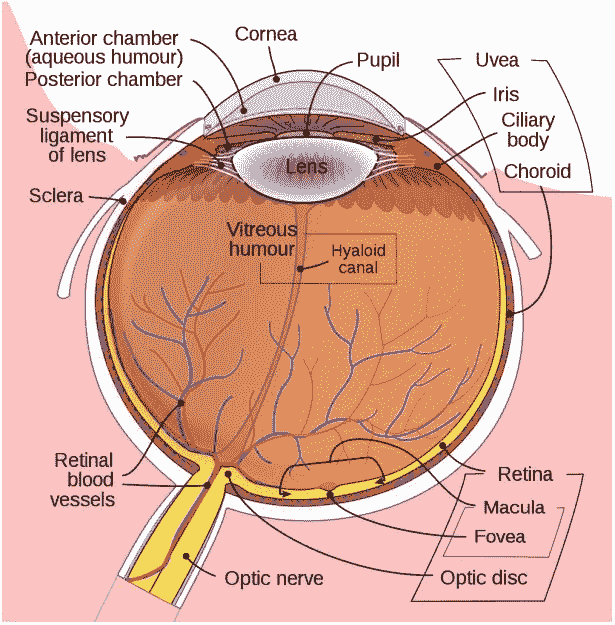 Anterior chamber
(aqueous humour)
Posterior chamber
Cornea
Pupil
Uvea
Iris
Ciliary
body
Choroid
Suspensory
ligament
of lens
Lens
Sclera
Vitreous
humour
Hyaloid
canal
Retinal
blood
vessels
Retina
Macula
Fovea
Optic nerve
Optic disc